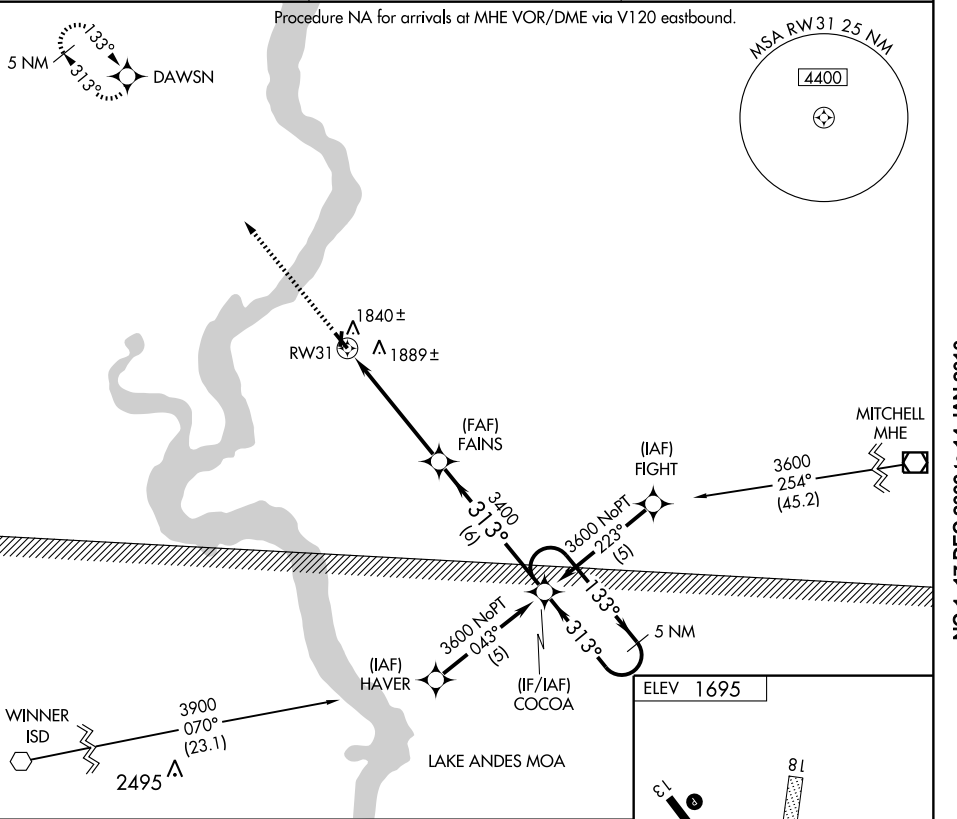 Procedure NA for arrivals at MHE VOR/DME via V120 eastbound.
5 NM
133°
313°
DAWSN
MSA RW31 25 NM
4400
1840±
RW31
1889±
(FAF)
FAINS
(IAF)
FIGHT
MITCHELL
MHE
3600
254°
(45.2)
3400
313°
(6)
3600 NoPT
223°
(5)
133°
313°
5 NM
3600 NoPT
043°
(5)
(IAF)
HAVER
(IF/IAF)
COCOA
WINNER
ISD
3900
070°
(23.1)
2495
LAKE ANDES MOA
ELEV 1695
13
P
18